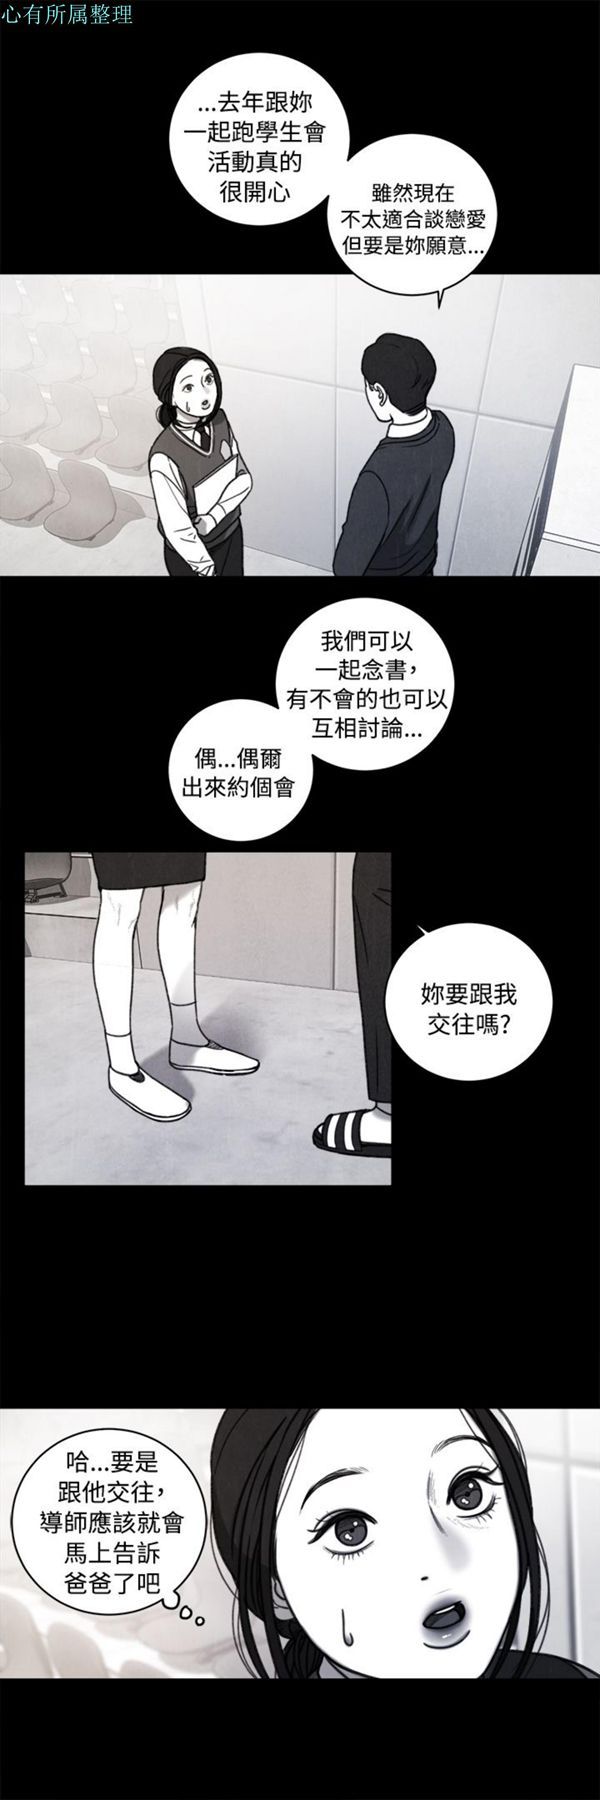 心有所属整理
...去年跟妳
一起跑學生會
活動真的
很開心
雖然現在
不太適合談戀愛
但要是妳願意...
我們可以
一起念書，
有不會的也可以
互相討論...
偶...偶爾
出來約個會
妳要跟我
交往嗎?
哈...要是
跟他交往，
導師應該就會
馬上告訴
爸爸了吧